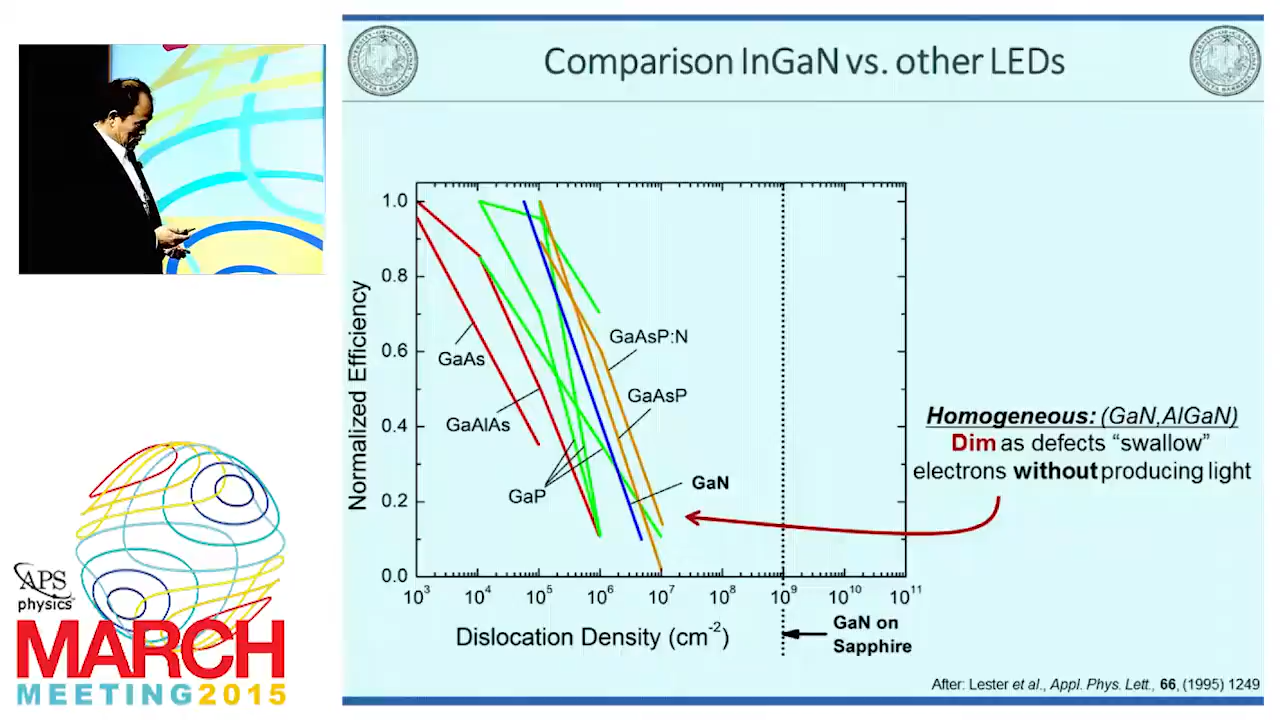 Comparison InGaN vs. other LEDs
Normalized Efficiency
1.0
0.8
0.6
0.4
0.2
0.0
GaAs
GaAlAs
GaP
GaAsP:N
GaAsP
GaN
10³ 10⁴ 10⁵ 10⁶ 10⁷ 10⁸ 10⁹ 10¹⁰ 10¹¹
Dislocation Density (cm⁻²)
GaN on
Sapphire
Homogeneous: (GaN,AlGaN)
Dim as defects “swallow”
electrons without producing light
After: Lester et al., Appl. Phys. Lett., 66, (1995) 1249
APS
physics™
MARCH
MEETING2015